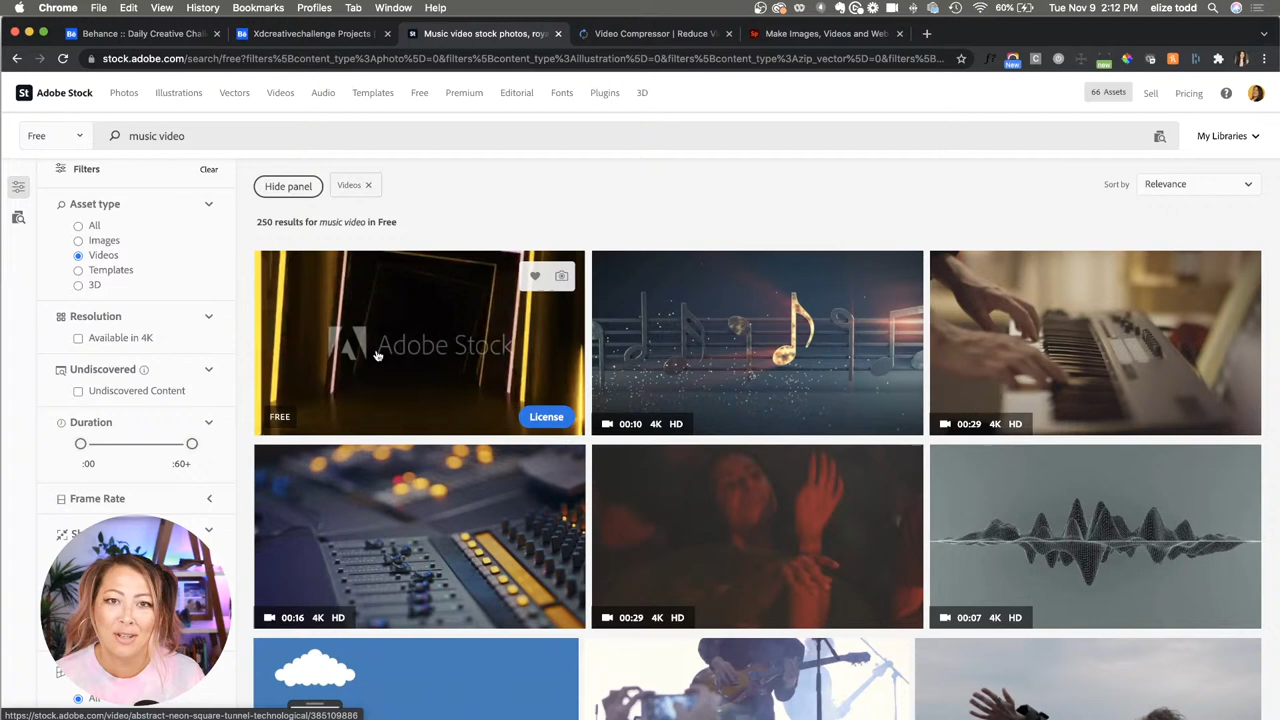 Chrome File Edit View History Bookmarks Profiles Tab Window Help 60% Tue Nov 9 2:12 PM elize todd
Behance :: Daily Creative Chall Xdcreativechallenge Projects | Music video stock photos, roya Video Compressor | Reduce Vi Make Images, Videos and Web
stock.adobe.com/search/free?filters%5Bcontent_type%3Aphoto%5D=0&filters%5Bcontent_type%3Aillustration%5D=0&filters%5Bcontent_type%3Azip_vector%5D=0&filters%5B...
New new
St Adobe Stock Photos Illustrations Vectors Videos Audio Templates Free Premium Editorial Fonts Plugins 3D 66 Assets Sell Pricing
Free music video My Libraries
Filters Clear
Hide panel Videos Sort by Relevance
Asset type
All
Images
Videos
Templates
3D
250 results for music video in Free
Resolution
Available in 4K
Undiscovered
Undiscovered Content
Duration
:00 :60+
Frame Rate
All
Adobe Stock
FREE License
00:10 4K HD
00:29 4K HD
00:16 4K HD
00:29 4K HD
00:07 4K HD
https://stock.adobe.com/video/abstract-neon-square-tunnel-technological/385109886